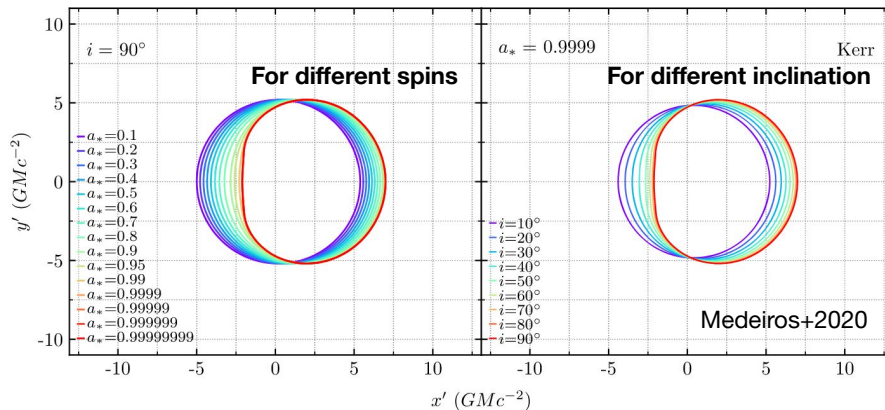 i = 90°
For different spins
a* = 0.9999
Kerr
For different inclination
10
5
0
-5
-10
y′ (GMc⁻²)
a*=0.1
a*=0.2
a*=0.3
a*=0.4
a*=0.5
a*=0.6
a*=0.7
a*=0.8
a*=0.9
a*=0.95
a*=0.99
a*=0.9999
a*=0.99999
a*=0.999999
a*=0.99999999
i=10°
i=20°
i=30°
i=40°
i=50°
i=60°
i=70°
i=80°
i=90°
Medeiros+2020
-10 -5 0 5 10 -10 -5 0 5 10
x′ (GMc⁻²)